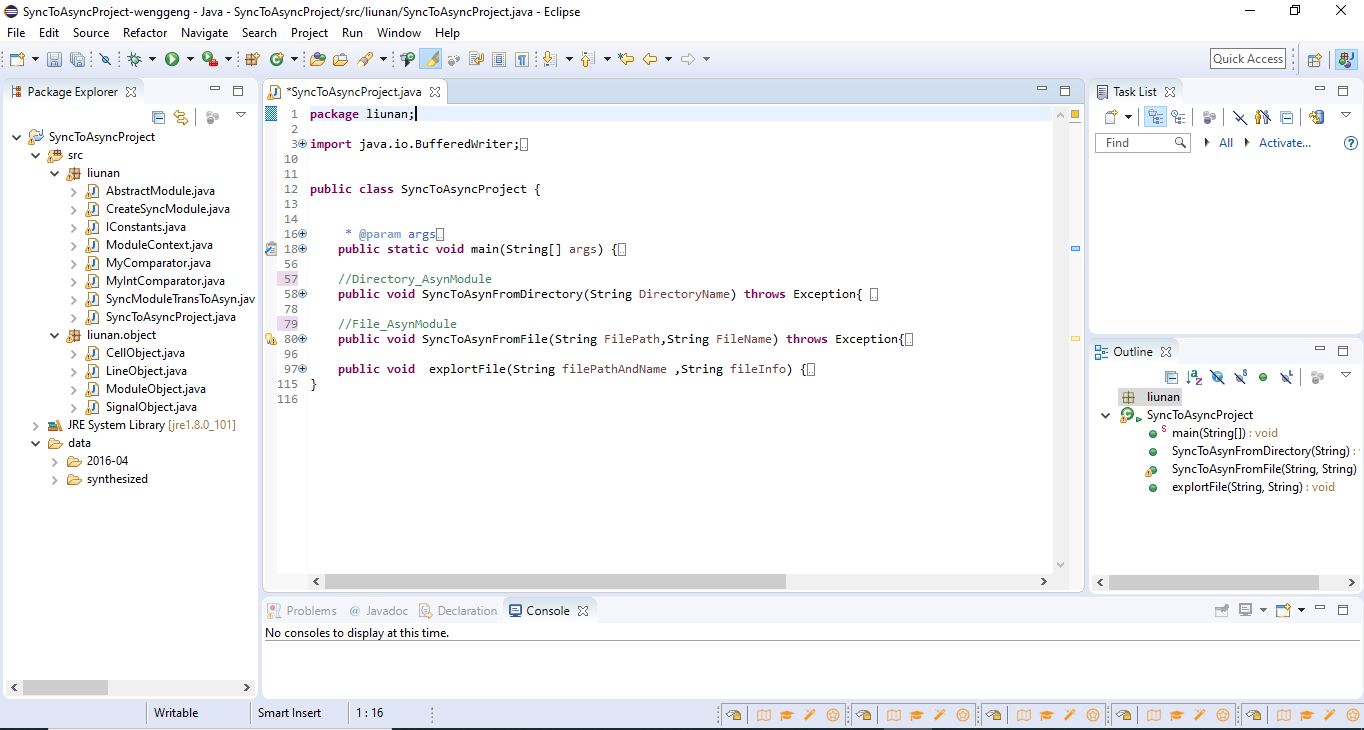 SyncToAsyncProject-wenggeng - Java - SyncToAsyncProject/src/liunan/SyncToAsyncProject.java - Eclipse
File Edit Source Refactor Navigate Search Project Run Window Help
Quick Access
Package Explorer
SyncToAsyncProject
src
liunan
AbstractModule.java
CreateSyncModule.java
IConstants.java
ModuleContext.java
MyComparator.java
MyIntComparator.java
SyncModuleTransToAsyn.jav
SyncToAsyncProject.java
liunan.object
CellObject.java
LineObject.java
ModuleObject.java
SignalObject.java
JRE System Library [jre1.8.0_101]
data
2016-04
synthesized
*SyncToAsyncProject.java
1 package liunan;
2
3 import java.io.BufferedWriter;
10
11
12 public class SyncToAsyncProject {
13
14
16 * @param args
18 public static void main(String[] args) {
56
57 //Directory_AsynModule
58 public void SyncToAsynFromDirectory(String DirectoryName) throws Exception{
78
79 //File_AsynModule
80 public void SyncToAsynFromFile(String FilePath,String FileName) throws Exception{
96
97 public void explortFile(String filePathAndName ,String fileInfo) {
115 }
116
Task List
Find All Activate...
Outline
liunan
SyncToAsyncProject
main(String[]) : void
SyncToAsynFromDirectory(String) :
SyncToAsynFromFile(String, String)
explortFile(String, String) : void
Problems @ Javadoc Declaration Console
No consoles to display at this time.
Writable Smart Insert 1 : 16